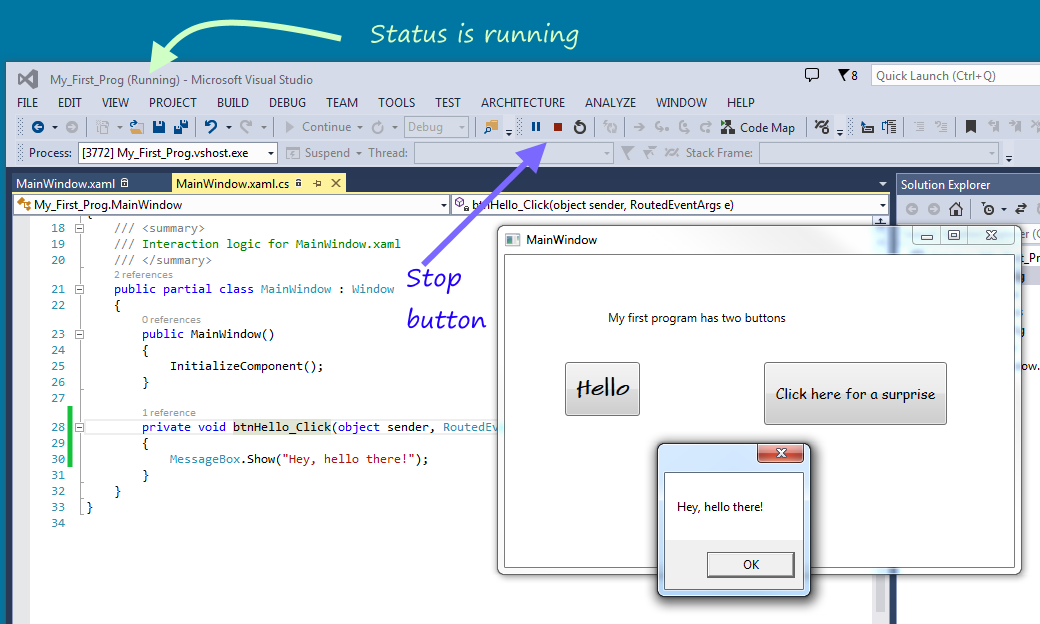 Status is running
My_First_Prog (Running) - Microsoft Visual Studio
8
Quick Launch (Ctrl+Q)
FILE EDIT VIEW PROJECT BUILD DEBUG TEAM TOOLS TEST ARCHITECTURE ANALYZE WINDOW HELP
Continue Debug Code Map
Process: [3772] My_First_Prog.vshost.exe Suspend Thread: Stack Frame:
MainWindow.xaml MainWindow.xaml.cs
Solution Explorer
My_First_Prog.MainWindow
btnHello_Click(object sender, RoutedEventArgs e)
18 /// <summary>
19 /// Interaction logic for MainWindow.xaml
20 /// </summary>
2 references
21 public partial class MainWindow : Window
22 {
0 references
23 public MainWindow()
24 {
25 InitializeComponent();
26 }
27
1 reference
28 private void btnHello_Click(object sender, RoutedEv
29 {
30 MessageBox.Show("Hey, hello there!");
31 }
32 }
33 }
34
Stop
button
MainWindow
My first program has two buttons
Hello
Click here for a surprise
Hey, hello there!
OK